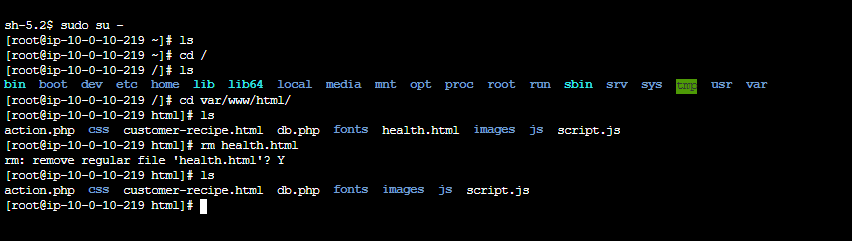 sh-5.2$ sudo su -
[root@ip-10-0-10-219 ~]# ls
[root@ip-10-0-10-219 ~]# cd /
[root@ip-10-0-10-219 /]# ls
bin boot dev etc home lib lib64 local media mnt opt proc root run sbin srv sys tmp usr var
[root@ip-10-0-10-219 /]# cd var/www/html/
[root@ip-10-0-10-219 html]# ls
action.php css customer-recipe.html db.php fonts health.html images js script.js
[root@ip-10-0-10-219 html]# rm health.html
rm: remove regular file 'health.html'? Y
[root@ip-10-0-10-219 html]# ls
action.php css customer-recipe.html db.php fonts images js script.js
[root@ip-10-0-10-219 html]#